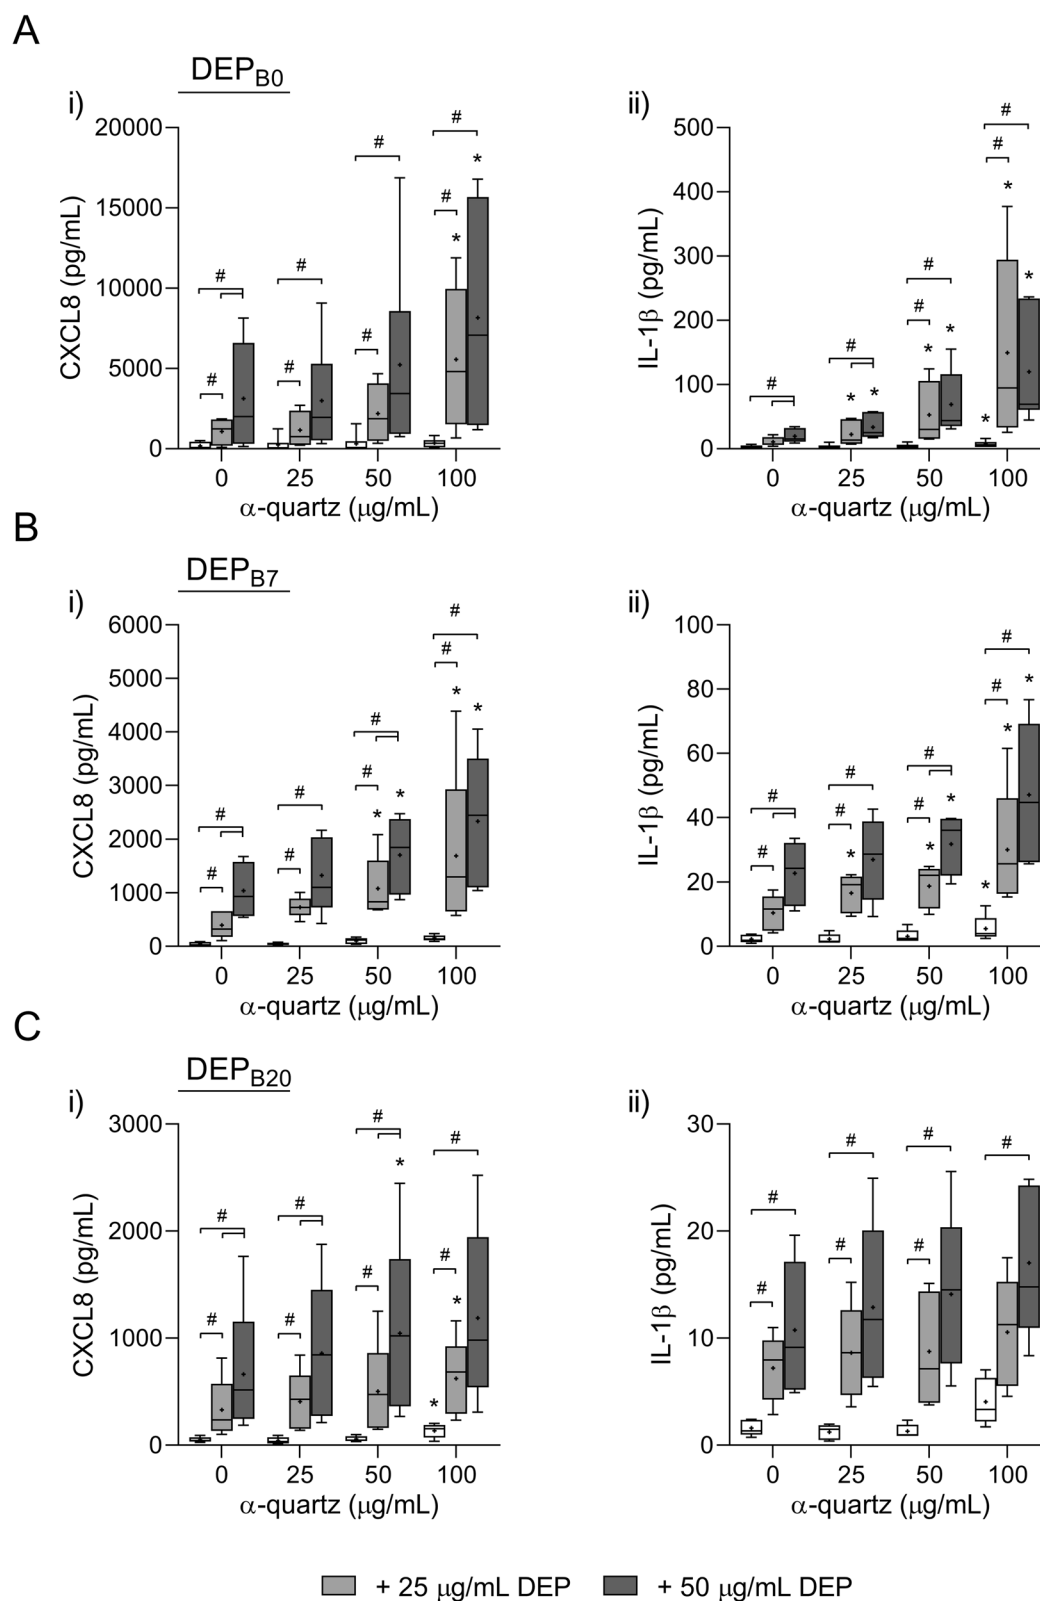 A
DEPB0
i)
ii)
CXCL8 (pg/mL)
20000
15000
10000
5000
0
# # # # # # # # * *
0 25 50 100
α-quartz (μg/mL)
IL-1β (pg/mL)
500
400
300
200
100
0
# # # # # # * * * * * * *
0 25 50 100
α-quartz (μg/mL)
B
DEPB7
i)
ii)
CXCL8 (pg/mL)
6000
5000
4000
3000
2000
1000
0
# # # # # # # # * * * *
0 25 50 100
α-quartz (μg/mL)
IL-1β (pg/mL)
100
80
60
40
20
0
# # # # # # # # * * * * * *
0 25 50 100
α-quartz (μg/mL)
C
DEPB20
i)
ii)
CXCL8 (pg/mL)
3000
2000
1000
0
# # # # # # # # * * *
0 25 50 100
α-quartz (μg/mL)
IL-1β (pg/mL)
30
20
10
0
# # # # # # #
0 25 50 100
α-quartz (μg/mL)
+ 25 μg/mL DEP
+ 50 μg/mL DEP